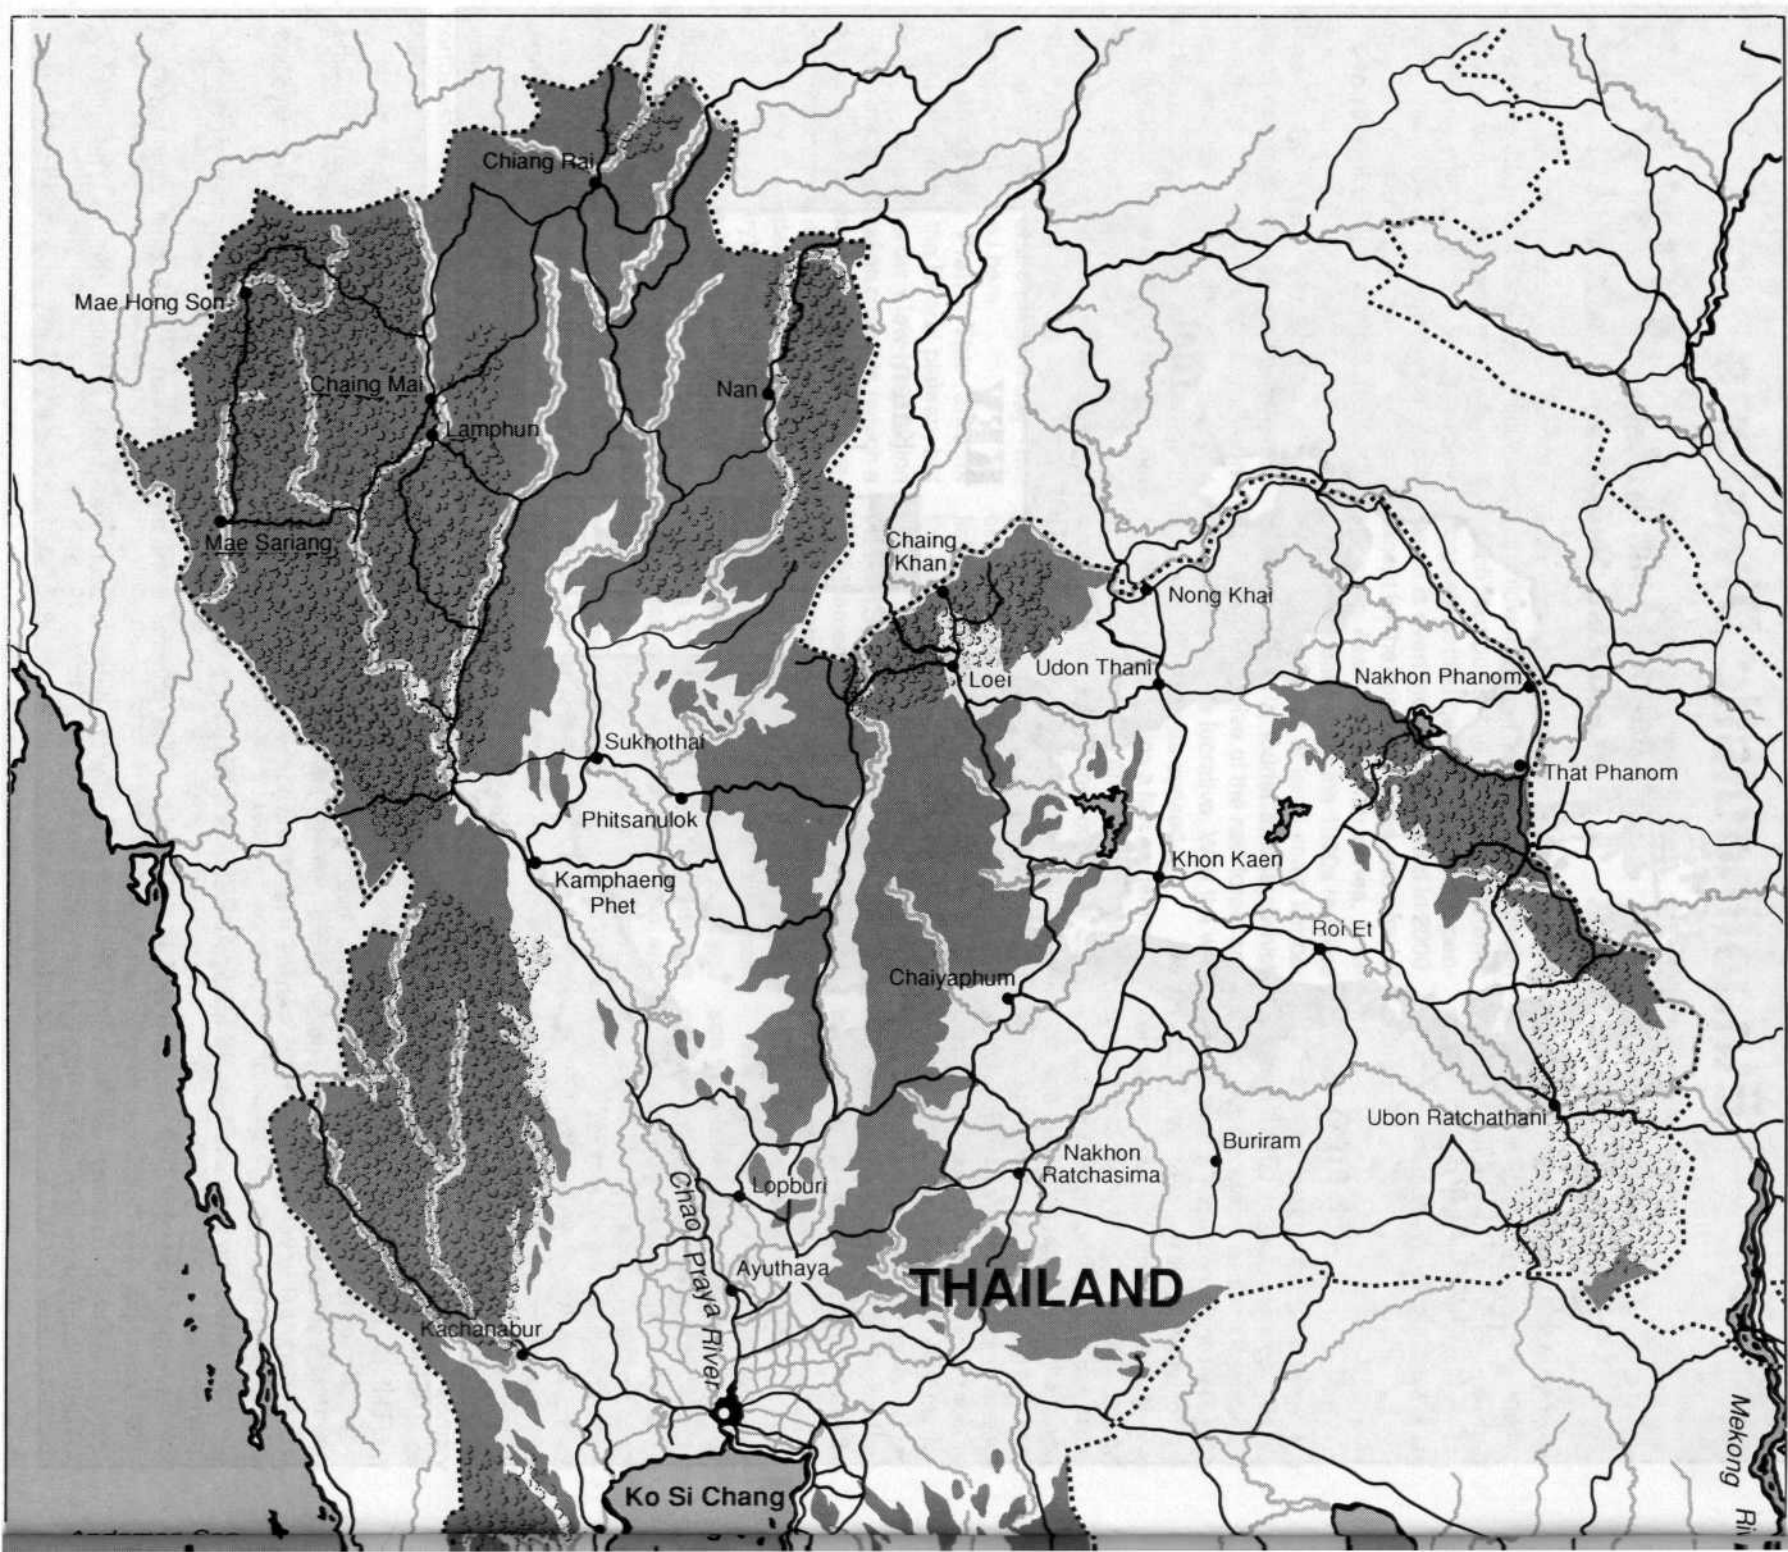 Chiang Rai
Mae Hong Son
Chaing Mai
Nan
Lamphun
Mae Sariang
Chaing
Khan
Nong Khai
Loei
Udon Thani
Nakhon Phanom
Sukhothai
That Phanom
Phitsanulok
Khon Kaen
Kamphaeng
Phet
Roi Et
Chaiyaphum
Ubon Ratchathani
Buriram
Nakhon
Ratchasima
Lopburi
Chao Praya River
Ayuthaya
THAILAND
Kachanabur
Mekong
Ko Si Chang